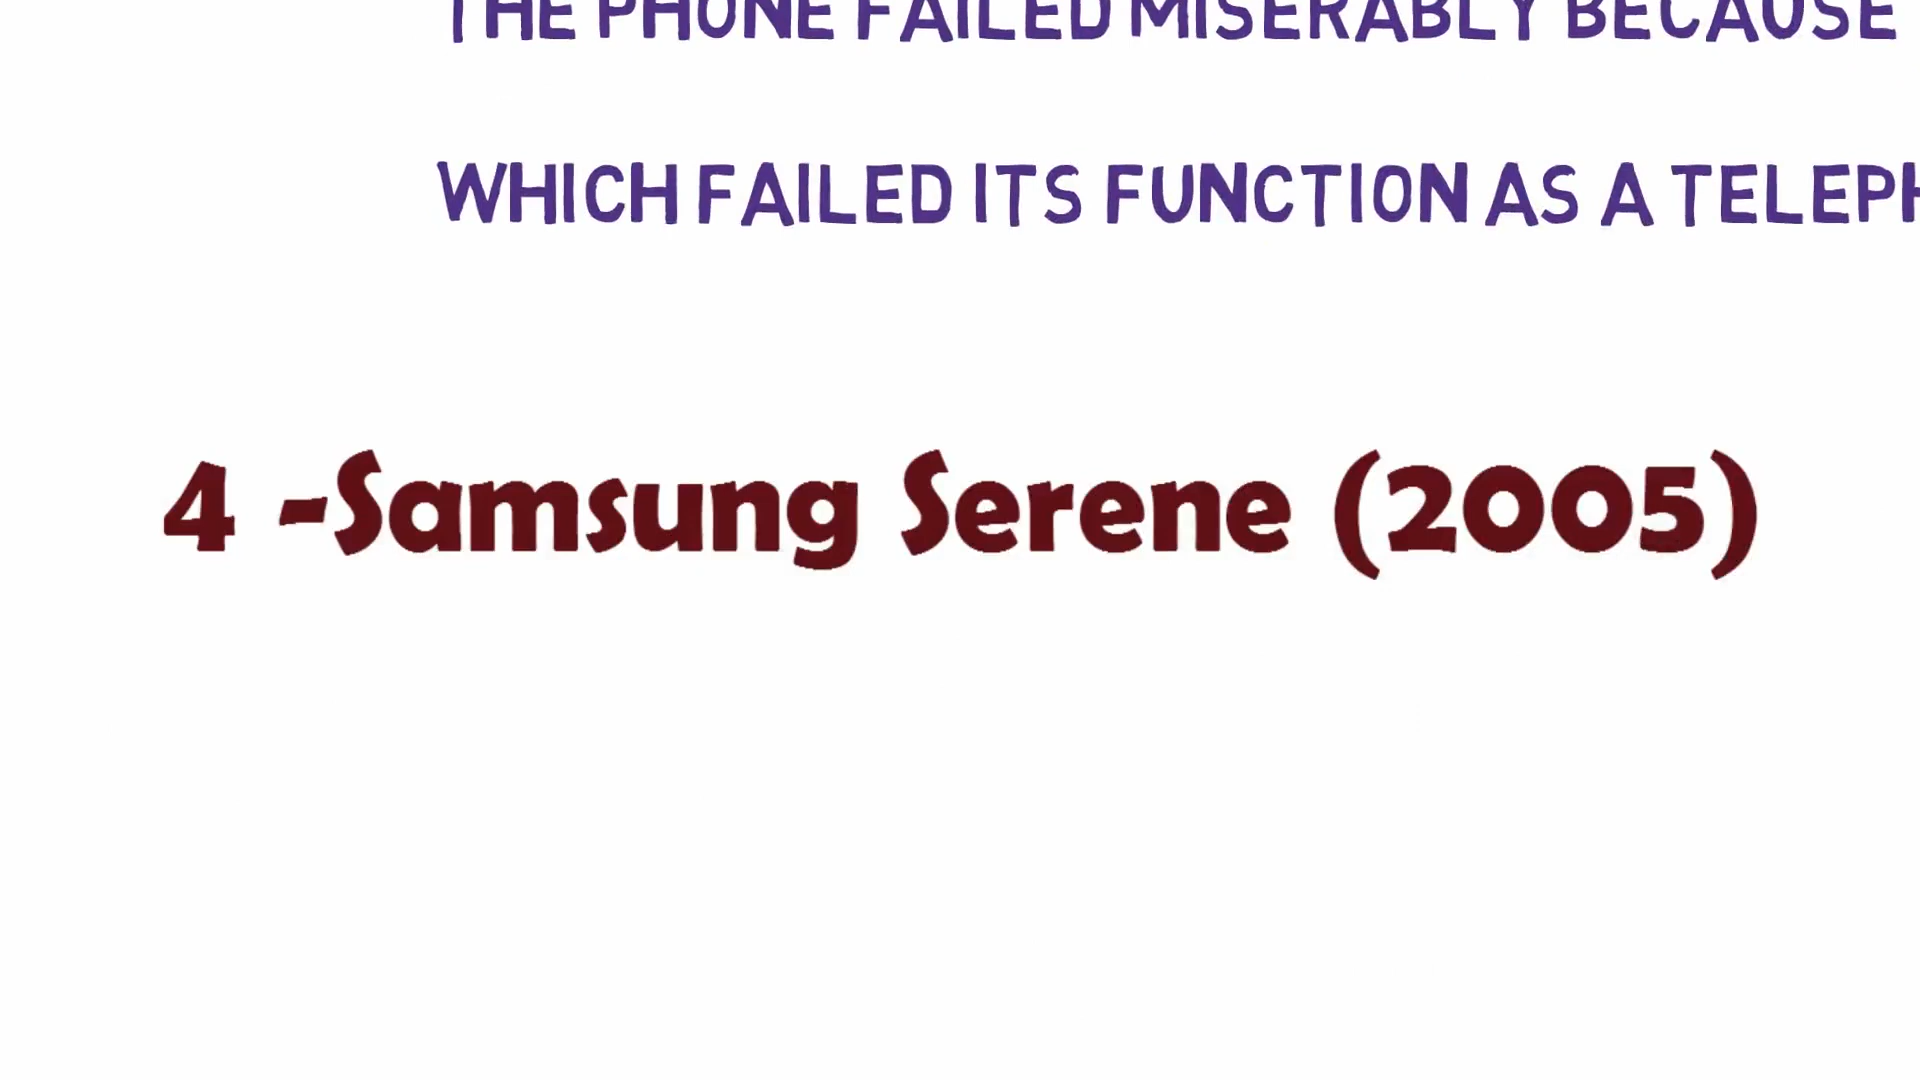 THE PHONE FAILED MISERABLY BECAUSE
WHICH FAILED ITS FUNCTION AS A
4 -Samsung Serene (2005)